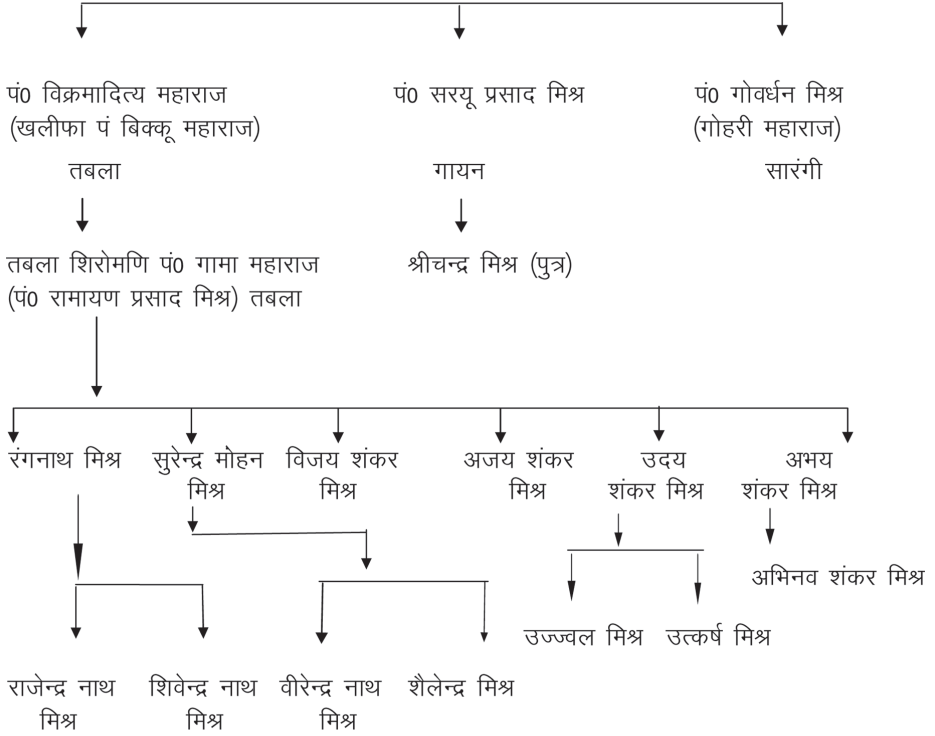 पं0 विक्रमादित्य महाराज
(खलीफा पं बिक्कू महाराज)
तबला
पं0 सरयू प्रसाद मिश्र
गायन
पं0 गोवर्धन मिश्र
(गोहरी महाराज)
सारंगी
तबला शिरोमणि पं0 गामा महाराज
(पं0 रामायण प्रसाद मिश्र) तबला
श्रीचन्द्र मिश्र (पुत्र)
रंगनाथ मिश्र
सुरेन्द्र मोहन
मिश्र
विजय शंकर
मिश्र
अजय शंकर
मिश्र
उदय
शंकर मिश्र
अभय
शंकर मिश्र
अभिनव शंकर मिश्र
उज्ज्वल मिश्र
उत्कर्ष मिश्र
राजेन्द्र नाथ
मिश्र
शिवेन्द्र नाथ
मिश्र
वीरेन्द्र नाथ
मिश्र
शैलेन्द्र मिश्र